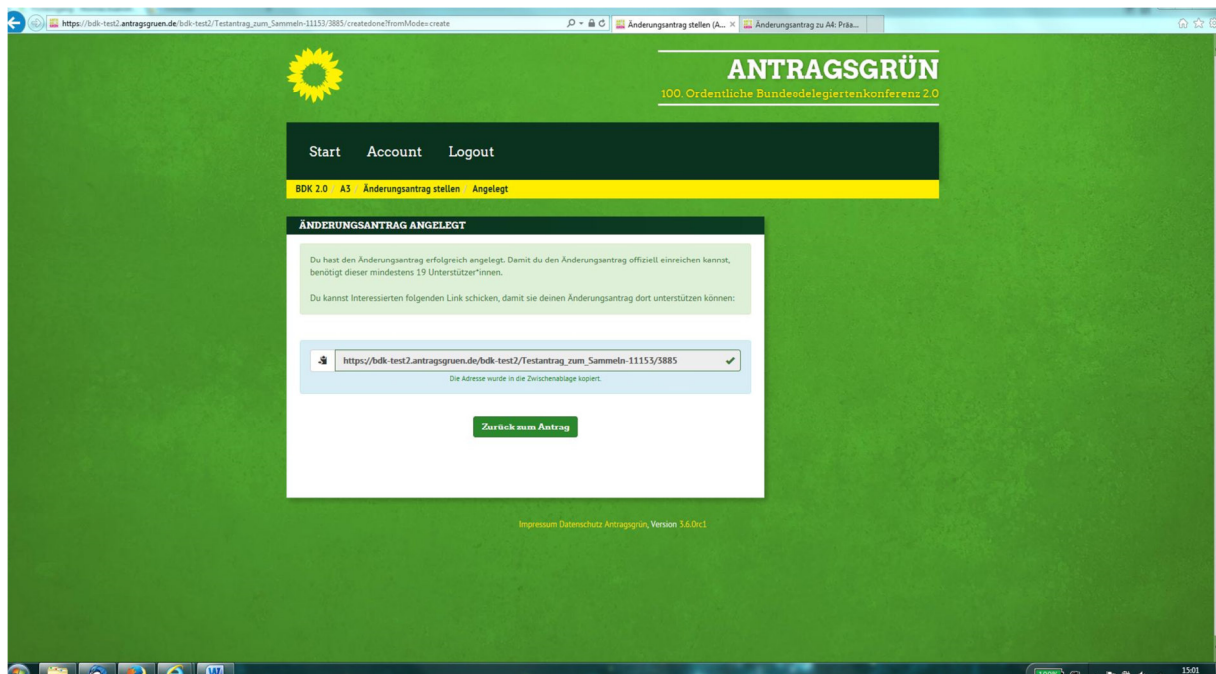 https://bdk-test2.antragsgruen.de/bdk-test2/Testantrag_zum_Sammeln-11153/3885/createdone?fromMode=create
Änderungsantrag stellen (A...
Änderungsantrag zu A4: Präa...
ANTRAGSGRÜN
100. Ordentliche Bundesdelegiertenkonferenz 2.0
Start Account Logout
BDK 2.0 / A3 / Änderungsantrag stellen / Angelegt
ÄNDERUNGSANTRAG ANGELEGT
Du hast den Änderungsantrag erfolgreich angelegt. Damit du den Änderungsantrag offiziell einreichen kannst,
benötigt dieser mindestens 19 Unterstützer*innen.
Du kannst Interessierten folgenden Link schicken, damit sie deinen Änderungsantrag dort unterstützen können:
https://bdk-test2.antragsgruen.de/bdk-test2/Testantrag_zum_Sammeln-11153/3885
Die Adresse wurde in die Zwischenablage kopiert.
Zurück zum Antrag
Impressum Datenschutz Antragsgrün, Version 3.6.0rc1
100%
15:01